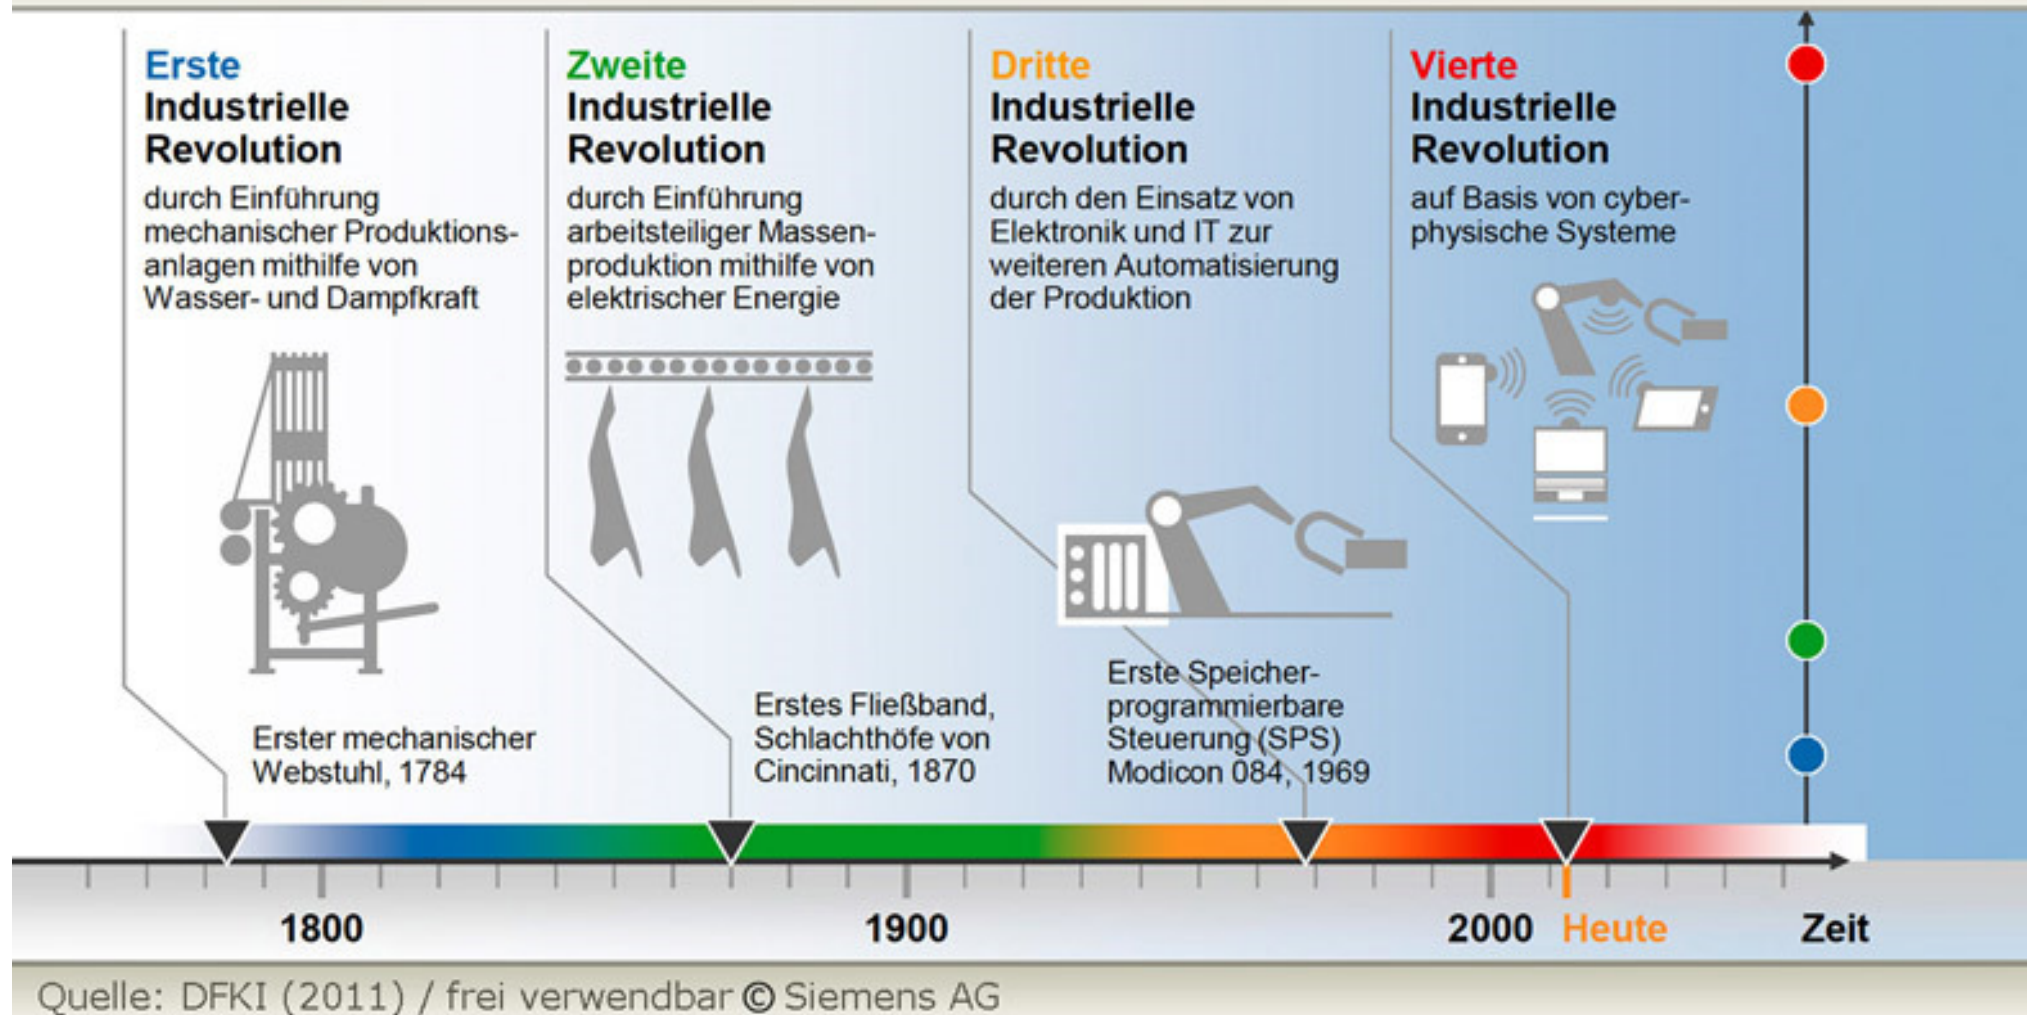 Erste
Industrielle
Revolution
durch Einführung
mechanischer Produktions-
anlagen mithilfe von
Wasser- und Dampfkraft
Erster mechanischer
Webstuhl, 1784
Zweite
Industrielle
Revolution
durch Einführung
arbeitsteiliger Massen-
produktion mithilfe von
elektrischer Energie
Erstes Fließband,
Schlachthöfe von
Cincinnati, 1870
Dritte
Industrielle
Revolution
durch den Einsatz von
Elektronik und IT zur
weiteren Automatisierung
der Produktion
Erste Speicher-
programmierbare
Steuerung (SPS)
Modicon 084, 1969
Vierte
Industrielle
Revolution
auf Basis von cyber-
physische Systeme
1800
1900
2000
Heute
Zeit
Quelle: DFKI (2011) / frei verwendbar © Siemens AG